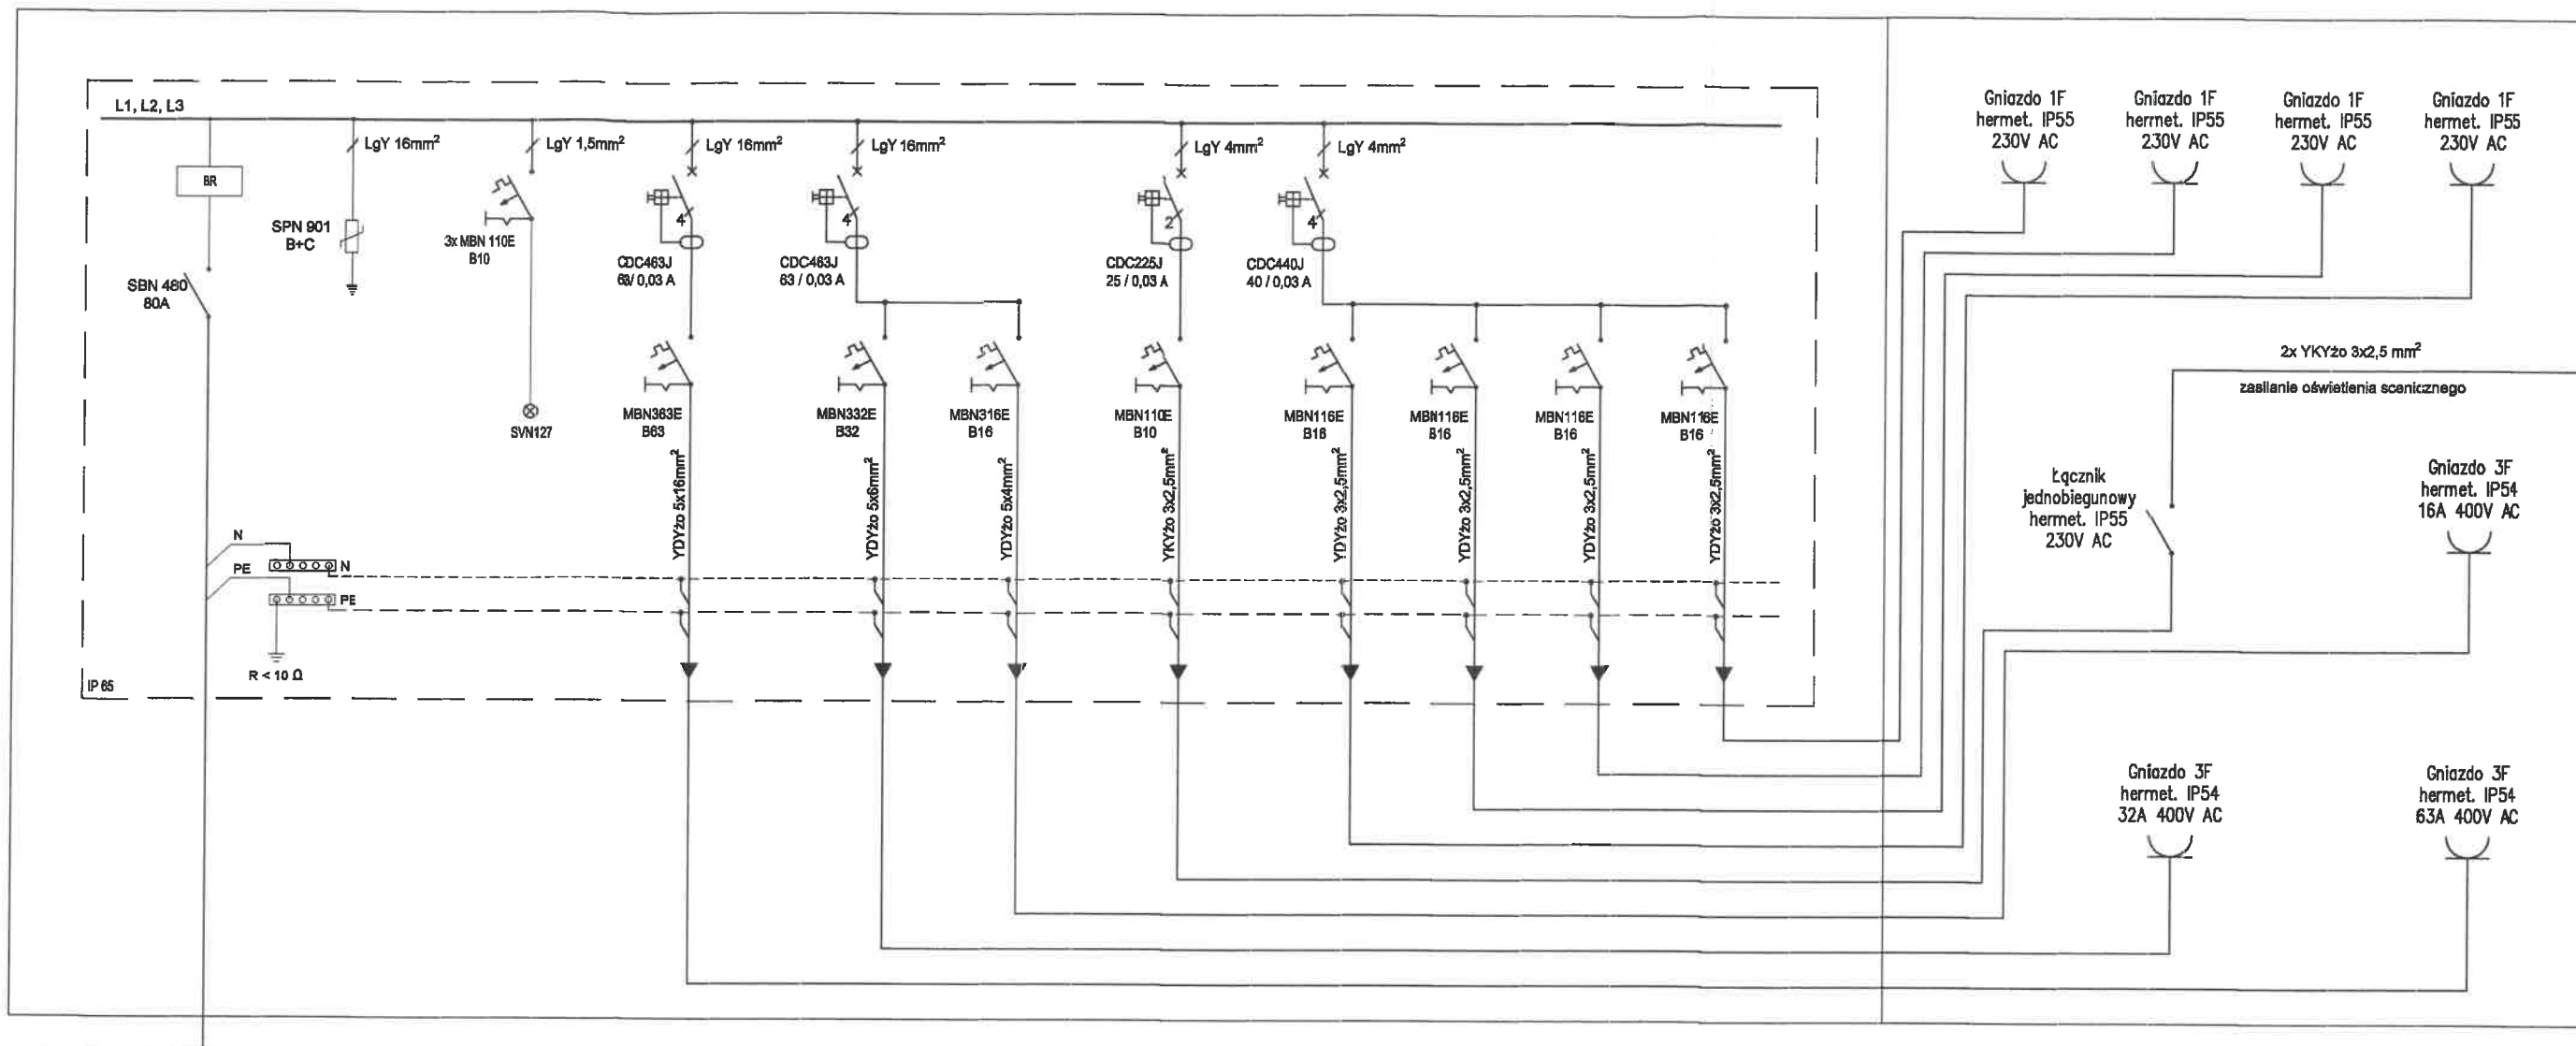 L1, L2, L3
LgY 16mm²
LgY 1,5mm²
LgY 16mm²
LgY 16mm²
LgY 4mm²
LgY 4mm²
BR
SPN 901
B+C
3x MBN 110E
B10
4
4
2
4
SBN 480
80A
CDC463J
63/ 0,03 A
CDC463J
63 / 0,03 A
CDC225J
25 / 0,03 A
CDC440J
40 / 0,03 A
SVN127
MBN363E
B63
MBN332E
B32
MBN316E
B16
MBN110E
B10
MBN116E
B16
MBN116E
B16
MBN116E
B16
MBN116E
B16
YDYżo 5x16mm²
YDYżo 5x6mm²
YDYżo 5x4mm²
YKYżo 3x2,5mm²
YDYżo 3x2,5mm²
YDYżo 3x2,5mm²
YDYżo 3x2,5mm²
YDYżo 3x2,5mm²
N
N
PE
PE
R < 10 Ω
IP 65
Gniazdo 1F
hermet. IP55
230V AC
Gniazdo 1F
hermet. IP55
230V AC
Gniazdo 1F
hermet. IP55
230V AC
Gniazdo 1F
hermet. IP55
230V AC
2x YKYżo 3x2,5 mm²
zasilanie oświetlenia scenicznego
Łącznik
jednobiegunowy
hermet. IP55
230V AC
Gniazdo 3F
hermet. IP54
16A 400V AC
Gniazdo 3F
hermet. IP54
32A 400V AC
Gniazdo 3F
hermet. IP54
63A 400V AC